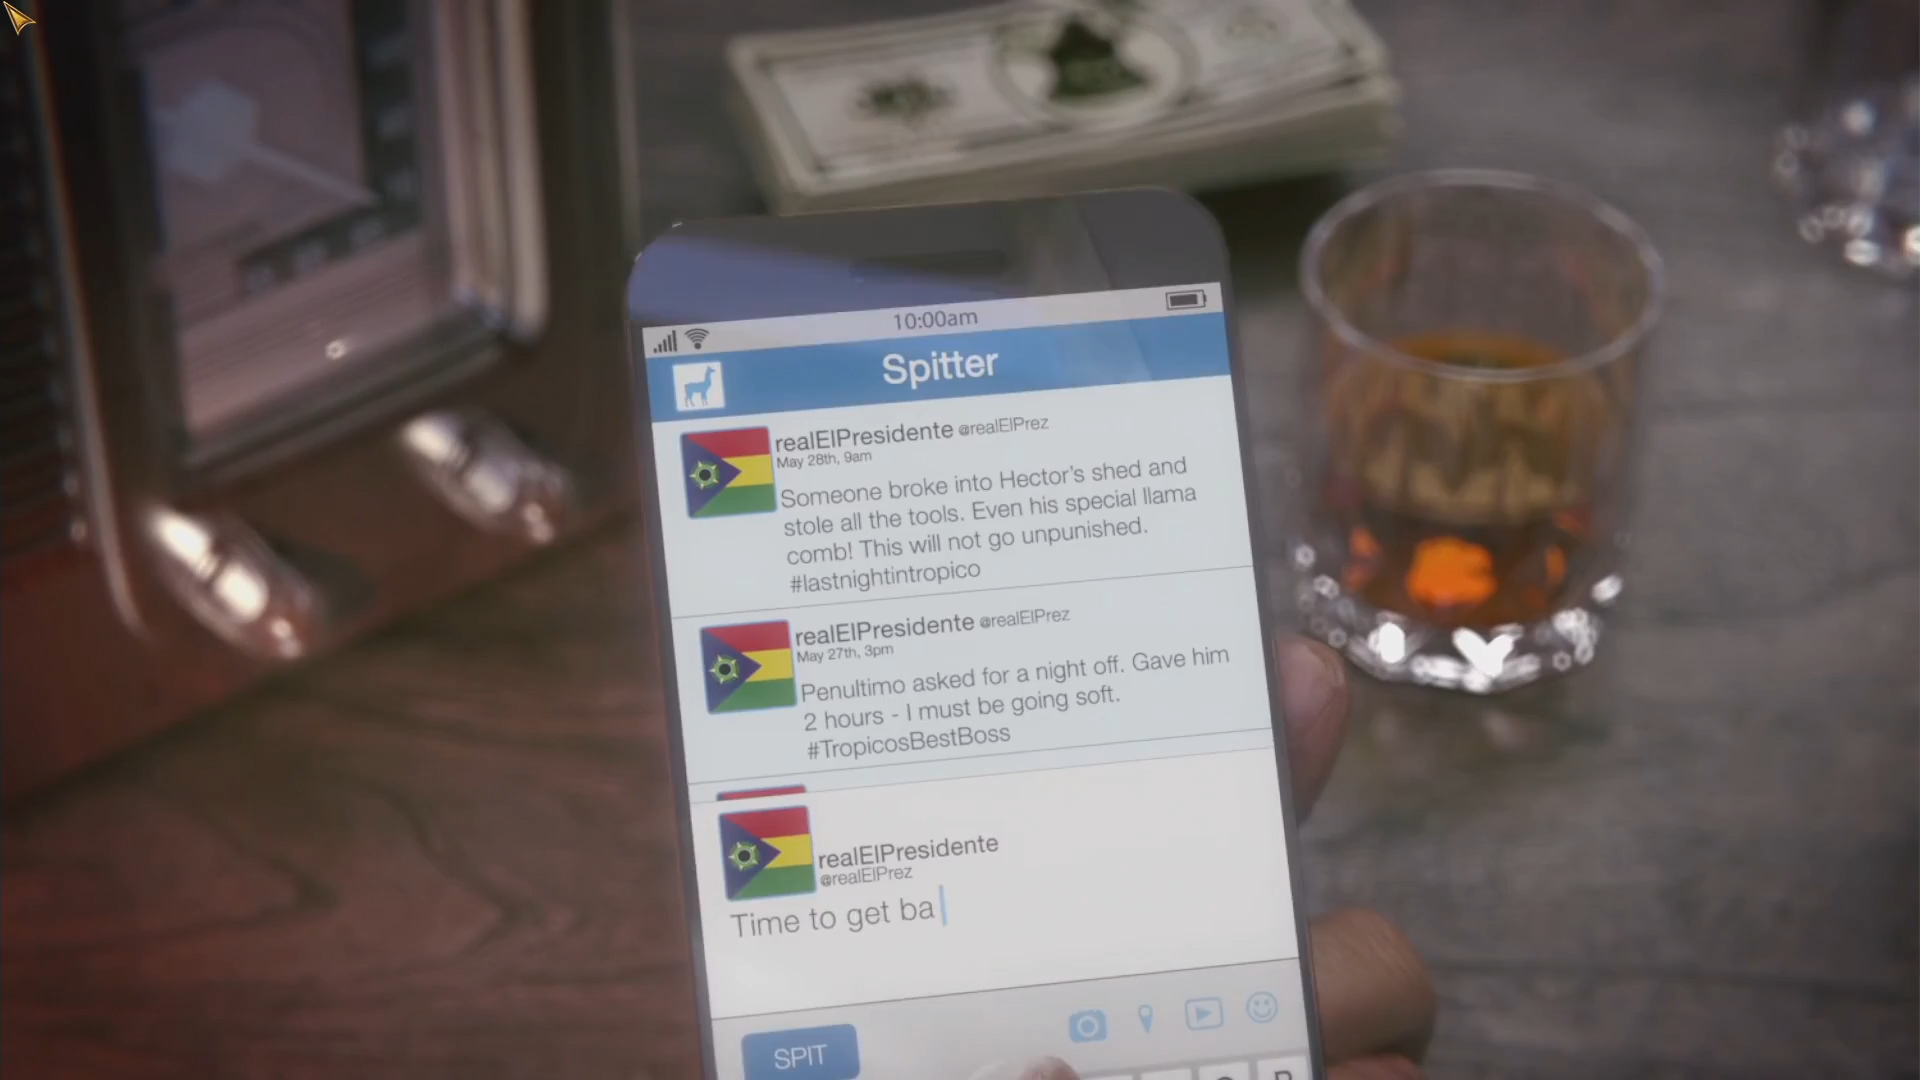 10:00am
Spitter
realElPresidente @realElPrez
May 28th, 9am
Someone broke into Hector's shed and
stole all the tools. Even his special llama
comb! This will not go unpunished.
#lastnightintropico
realElPresidente @realElPrez
May 27th, 3pm
Penultimo asked for a night off. Gave him
2 hours - I must be going soft.
#TropicosBestBoss
realElPresidente
@realElPrez
Time to get ba
SPIT